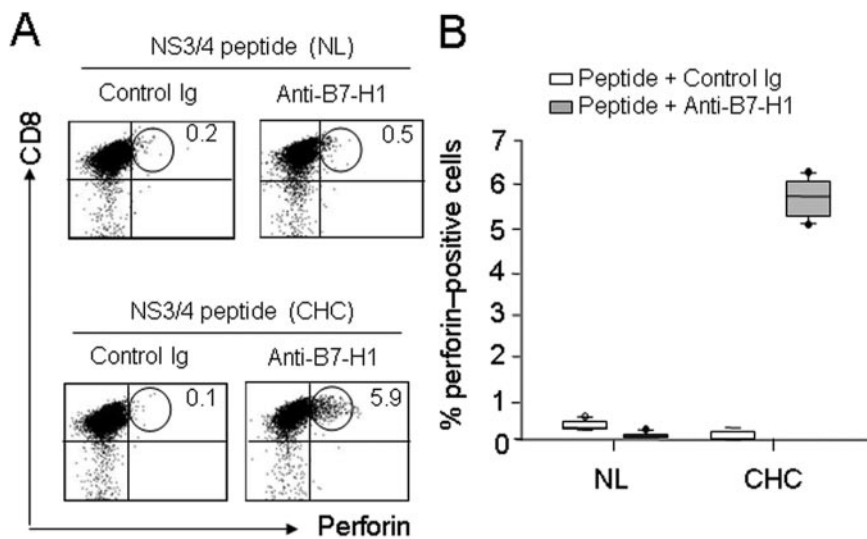 A
NS3/4 peptide (NL)
Control Ig Anti-B7-H1
0.2 0.5
CD8
NS3/4 peptide (CHC)
Control Ig Anti-B7-H1
0.1 5.9
Perforin
B
Peptide + Control Ig
Peptide + Anti-B7-H1
% perforin-positive cells
7
6
5
4
3
2
1
0
NL CHC